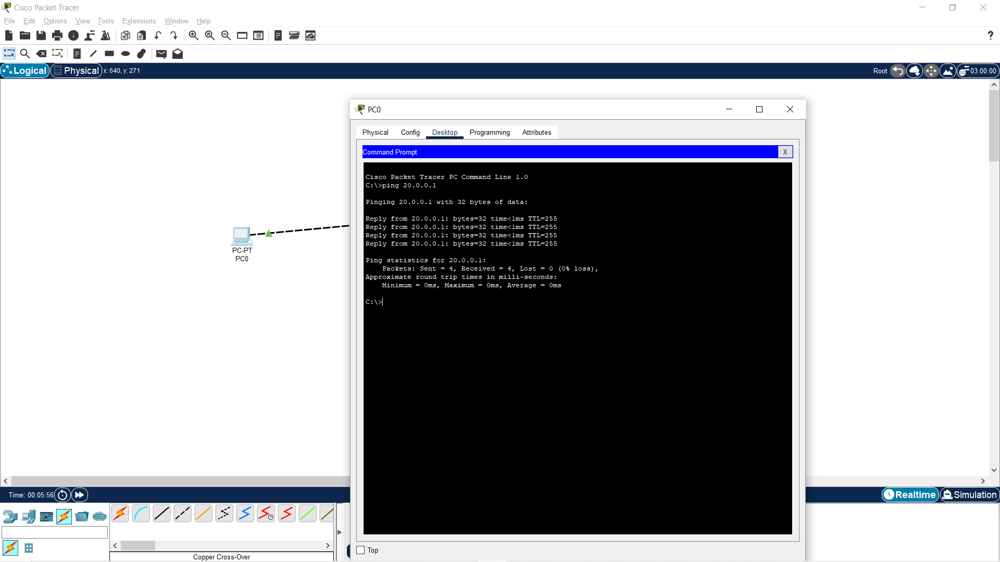 Cisco Packet Tracer
File Edit Options View Tools Extensions Window Help
?
Logical Physical x: 640, y: 271 Root 03:00:00
PC0
Physical Config Desktop Programming Attributes
Command Prompt X
Cisco Packet Tracer PC Command Line 1.0
C:\>ping 20.0.0.1
Pinging 20.0.0.1 with 32 bytes of data:
Reply from 20.0.0.1: bytes=32 time<1ms TTL=255
Reply from 20.0.0.1: bytes=32 time<1ms TTL=255
Reply from 20.0.0.1: bytes=32 time<1ms TTL=255
Reply from 20.0.0.1: bytes=32 time<1ms TTL=255
Ping statistics for 20.0.0.1:
Packets: Sent = 4, Received = 4, Lost = 0 (0% loss),
Approximate round trip times in milli-seconds:
Minimum = 0ms, Maximum = 0ms, Average = 0ms
C:\>
PC-PT
PC0
Time: 00:05:56 Realtime Simulation
Top
Copper Cross-Over